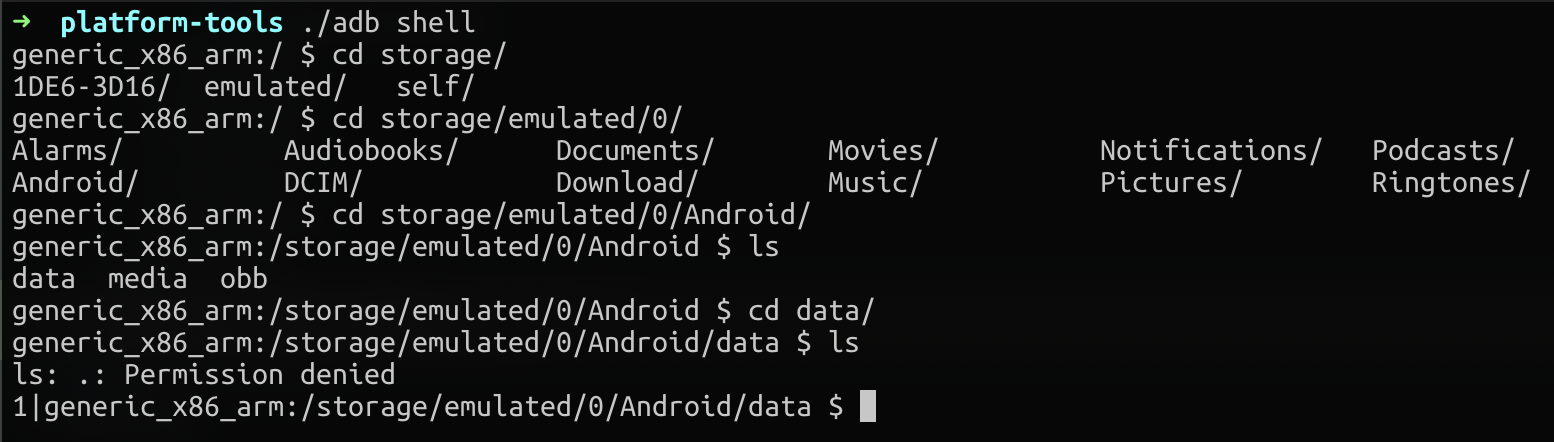 ➜  platform-tools ./adb shell
generic_x86_arm:/ $ cd storage/
1DE6-3D16/  emulated/   self/
generic_x86_arm:/ $ cd storage/emulated/0/
Alarms/          Audiobooks/      Documents/       Movies/          Notifications/   Podcasts/
Android/         DCIM/            Download/        Music/           Pictures/        Ringtones/
generic_x86_arm:/ $ cd storage/emulated/0/Android/
generic_x86_arm:/storage/emulated/0/Android $ ls
data  media  obb
generic_x86_arm:/storage/emulated/0/Android $ cd data/
generic_x86_arm:/storage/emulated/0/Android/data $ ls
ls: .: Permission denied
1|generic_x86_arm:/storage/emulated/0/Android/data $